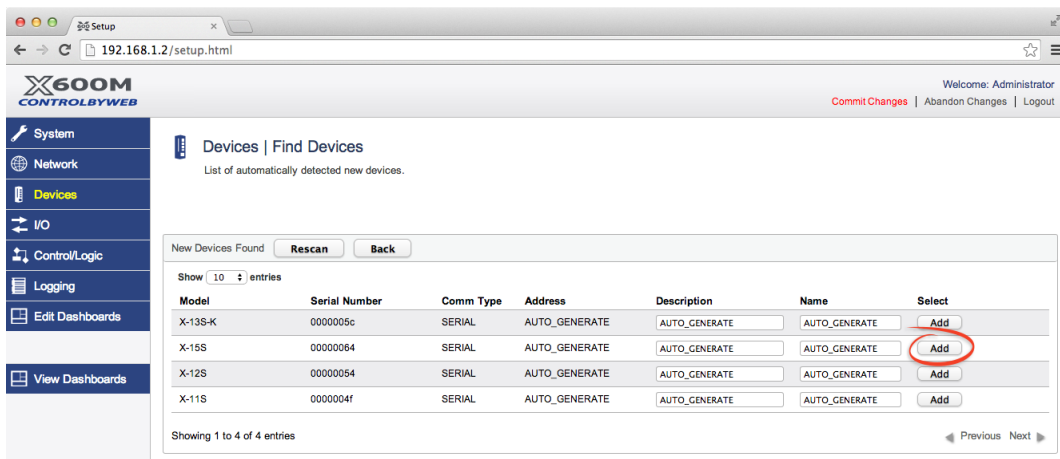 Setup
192.168.1.2/setup.html
X600M
CONTROLBYWEB
Welcome: Administrator
Commit Changes | Abandon Changes | Logout
System
Network
Devices
I/O
Control/Logic
Logging
Edit Dashboards
View Dashboards
Devices | Find Devices
List of automatically detected new devices.
New Devices Found Rescan Back
Show 10 entries
Model Serial Number Comm Type Address Description Name Select
X-13S-K 0000005c SERIAL AUTO_GENERATE AUTO_GENERATE AUTO_GENERATE Add
X-15S 00000064 SERIAL AUTO_GENERATE AUTO_GENERATE AUTO_GENERATE Add
X-12S 00000054 SERIAL AUTO_GENERATE AUTO_GENERATE AUTO_GENERATE Add
X-11S 0000004f SERIAL AUTO_GENERATE AUTO_GENERATE AUTO_GENERATE Add
Showing 1 to 4 of 4 entries
Previous Next